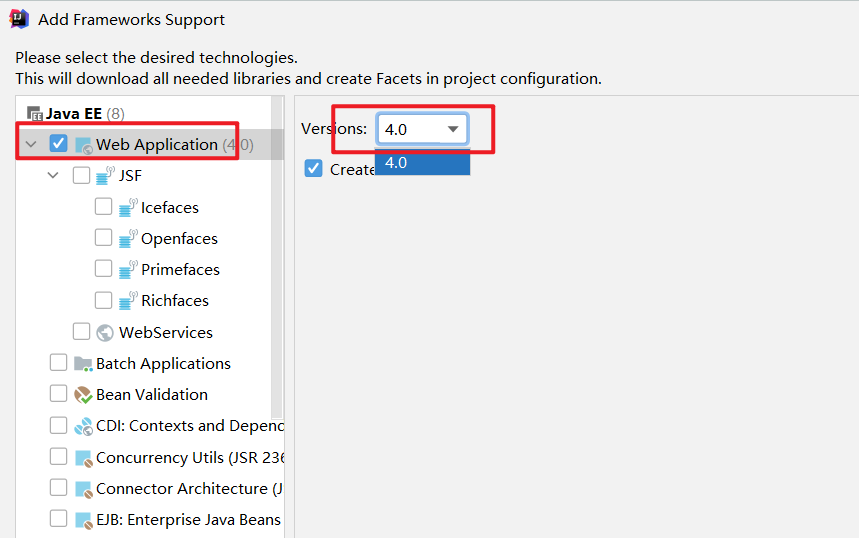 Add Frameworks Support
Please select the desired technologies.
This will download all needed libraries and create Facets in project configuration.
Java EE (8)
Web Application (4.0)
JSF
Icefaces
Openfaces
Primefaces
Richfaces
WebServices
Batch Applications
Bean Validation
CDI: Contexts and Depend
Concurrency Utils (JSR 236
Connector Architecture (J
EJB: Enterprise Java Beans
Versions: 4.0
4.0
Create